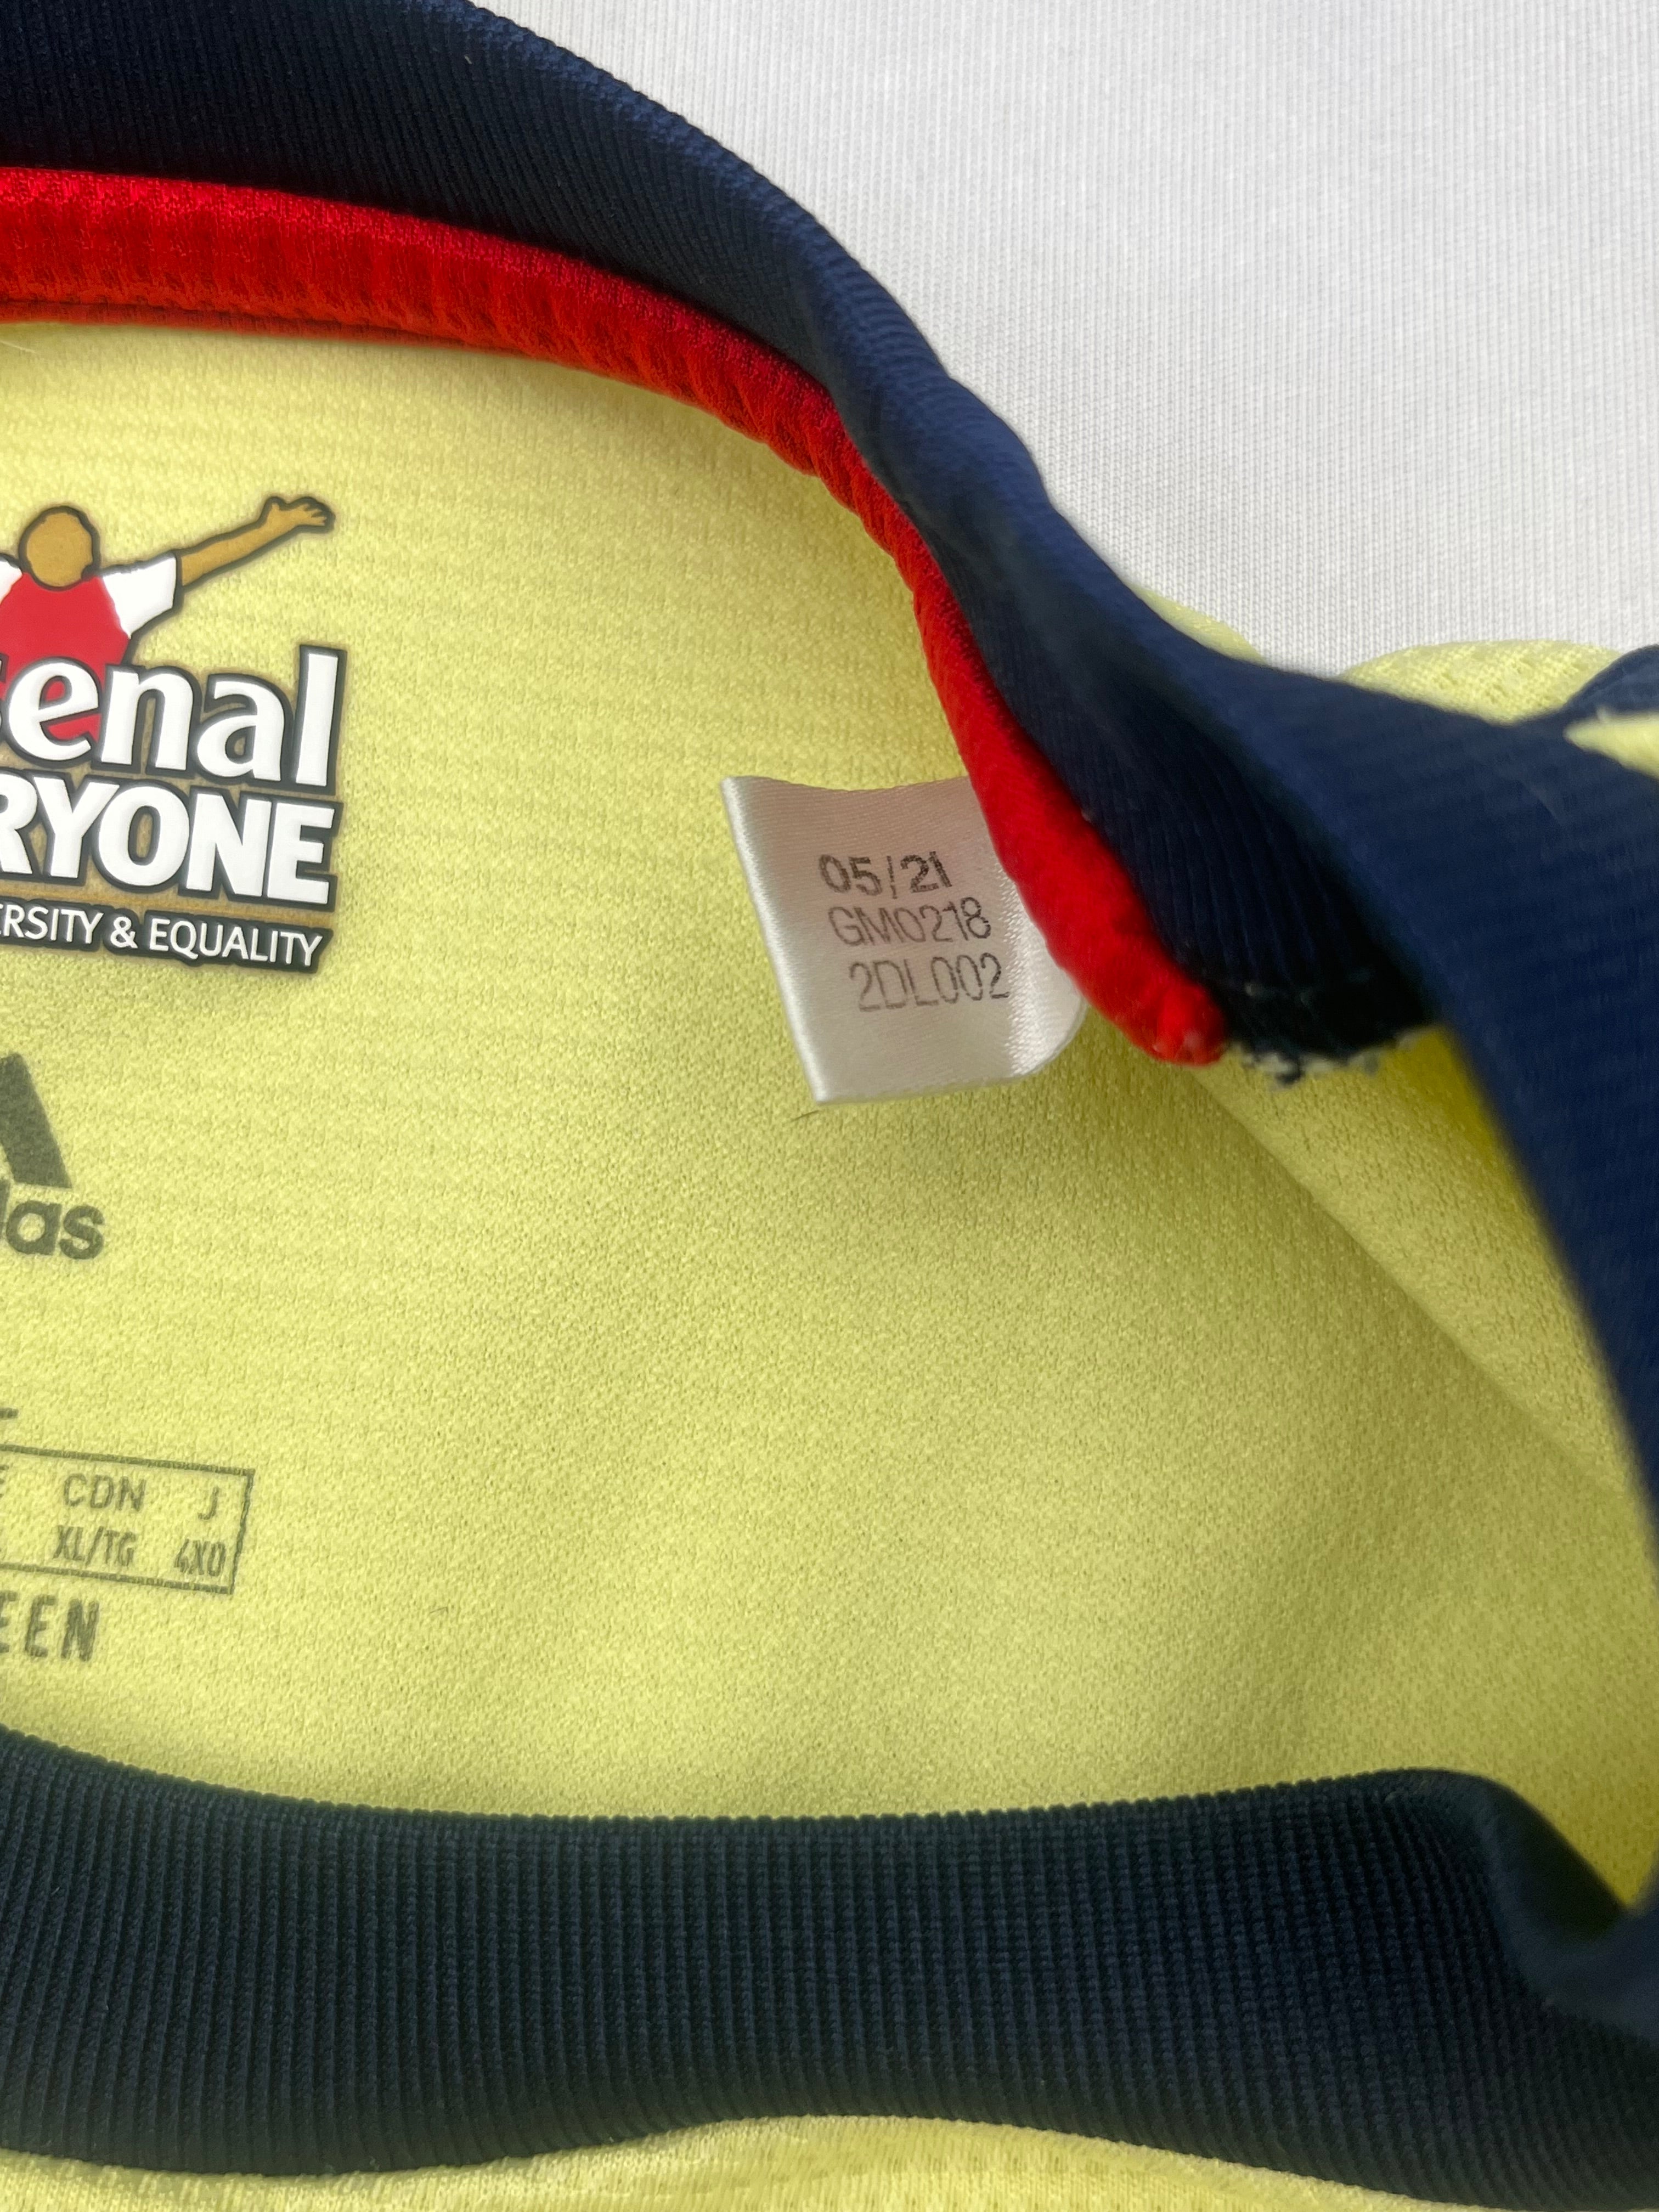 senal
RYONE
ERSITY & EQUALITY
05/21
GM0218
2DL002
das
CDN J
XL/TG 4XO
EEN